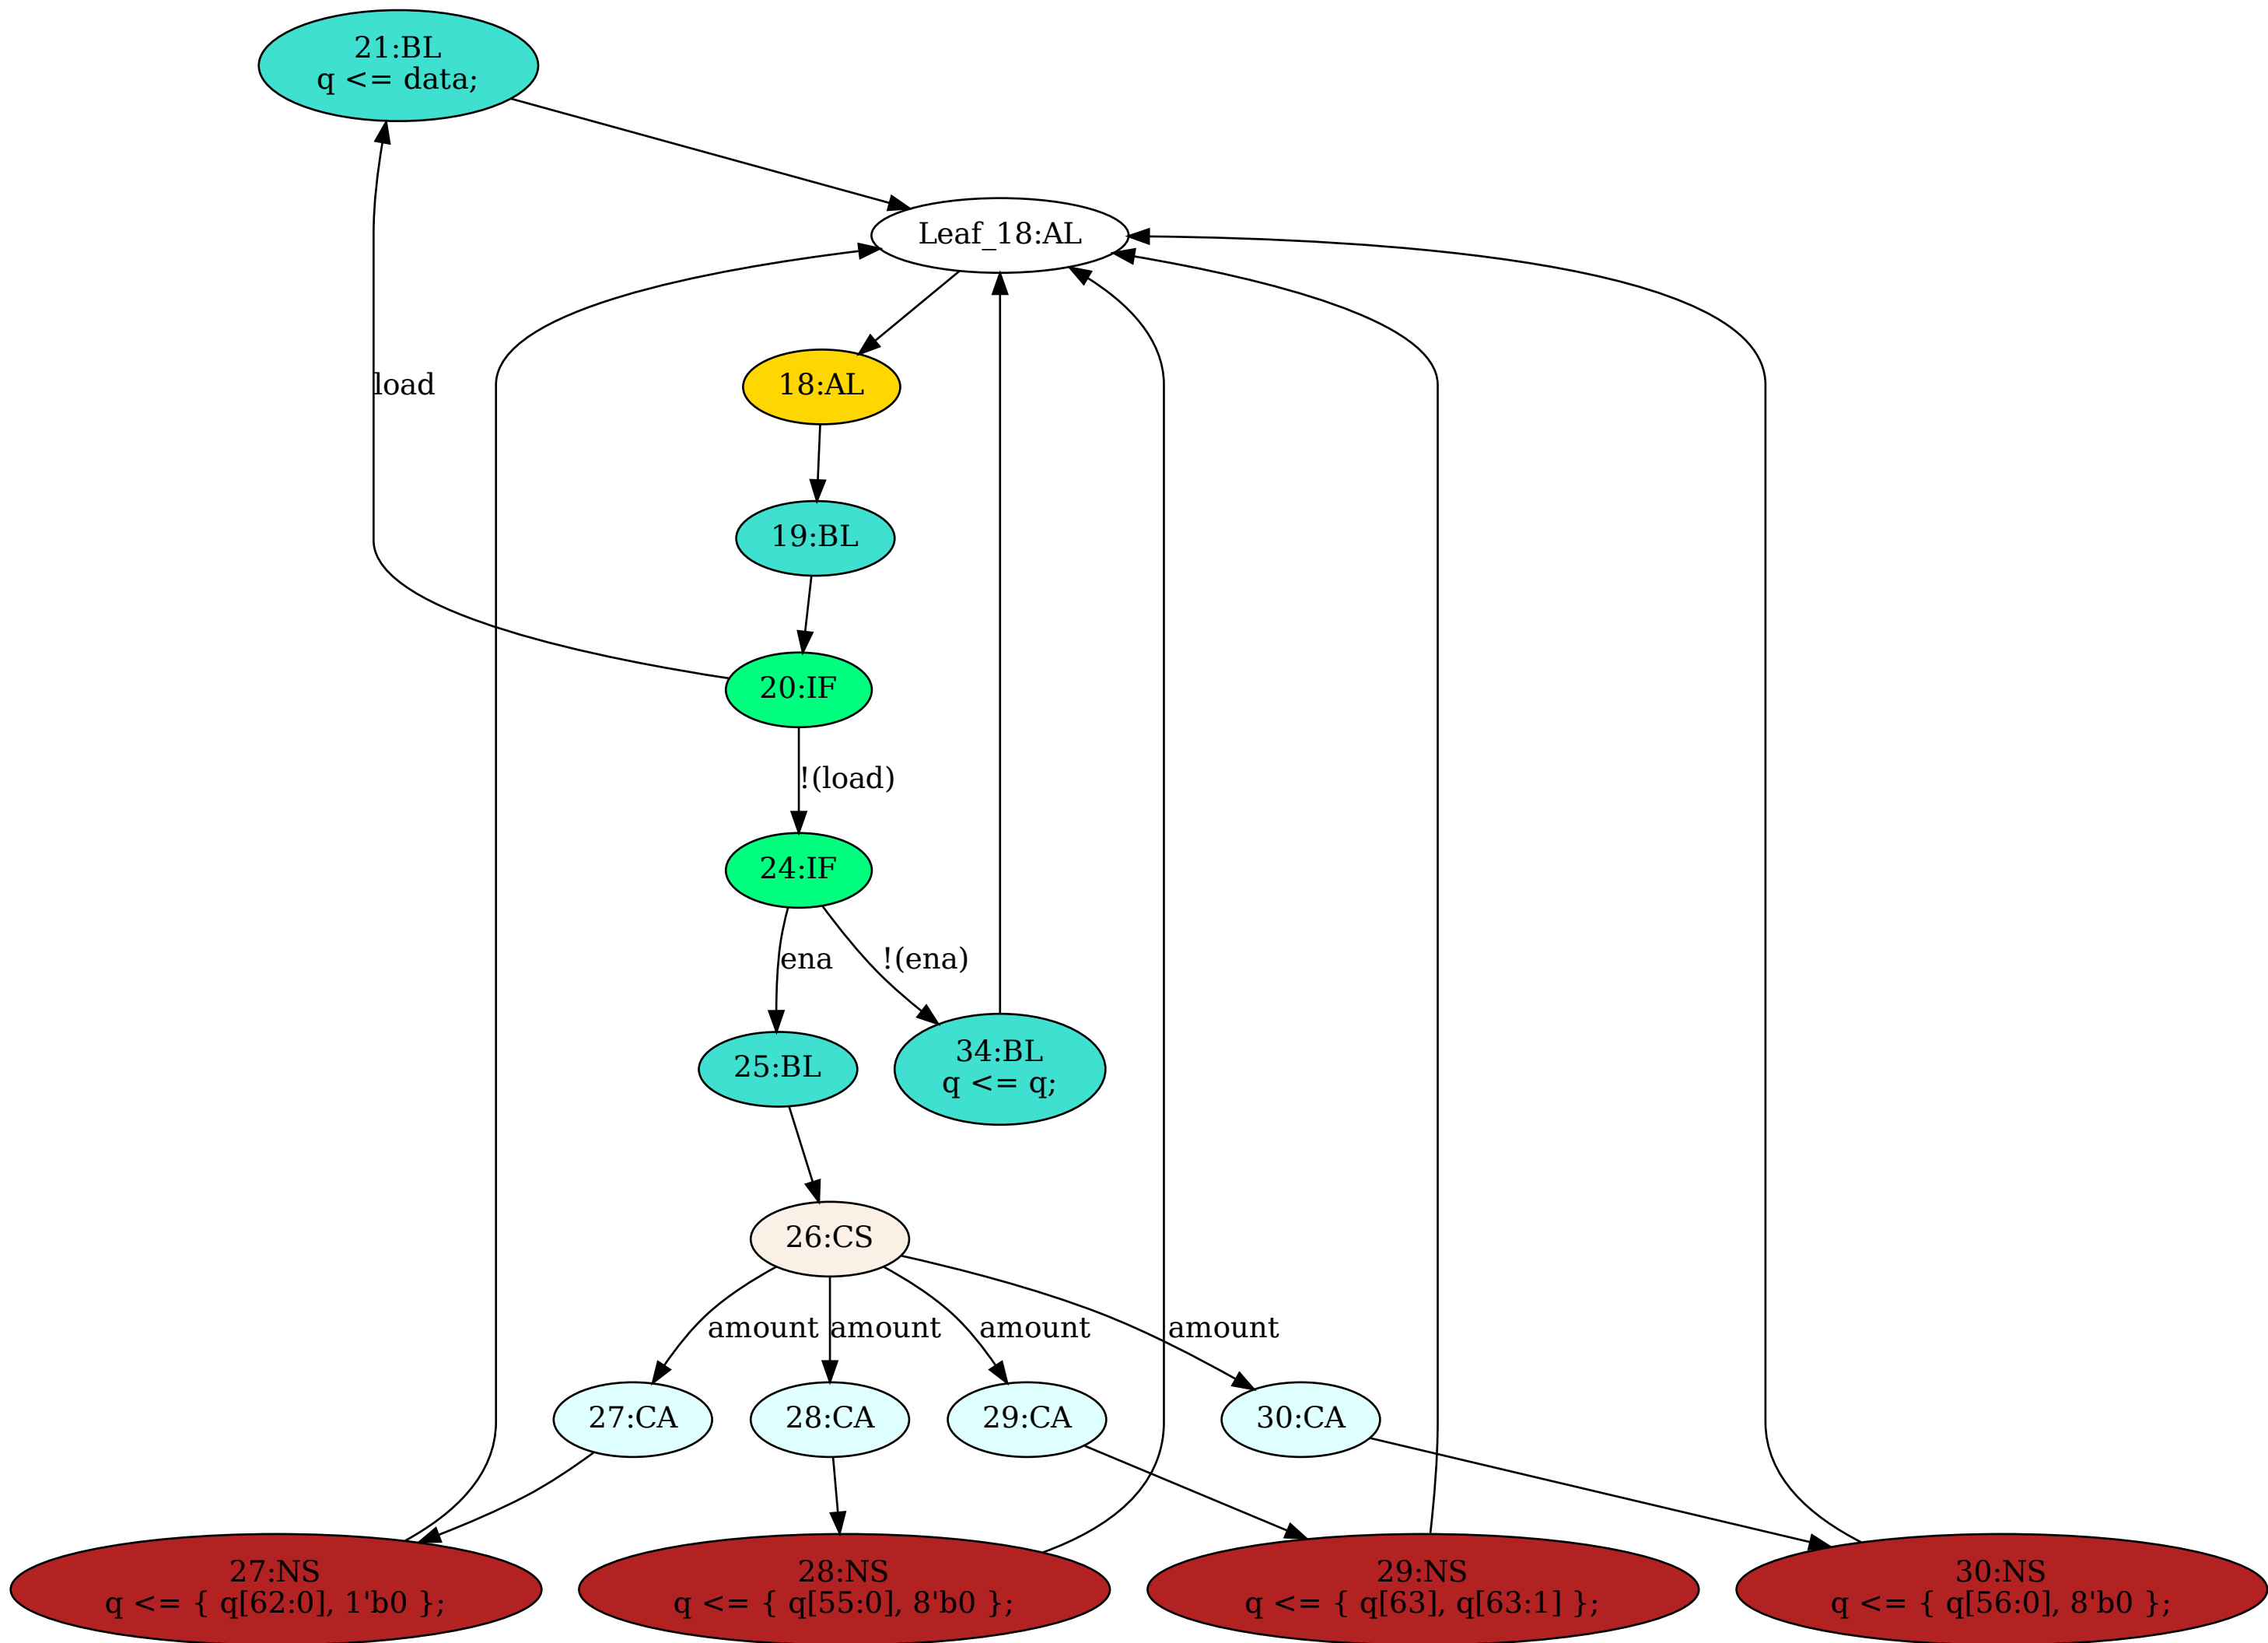 21:BL
q <= data;
Leaf_18:AL
load
18:AL
19:BL
20:IF
!(load)
24:IF
ena
!(ena)
25:BL
34:BL
q <= q;
26:CS
amount
amount
amount
amount
27:CA
28:CA
29:CA
30:CA
27:NS
q <= { q[62:0], 1'b0 };
28:NS
q <= { q[55:0], 8'b0 };
29:NS
q <= { q[63], q[63:1] };
30:NS
q <= { q[56:0], 8'b0 };